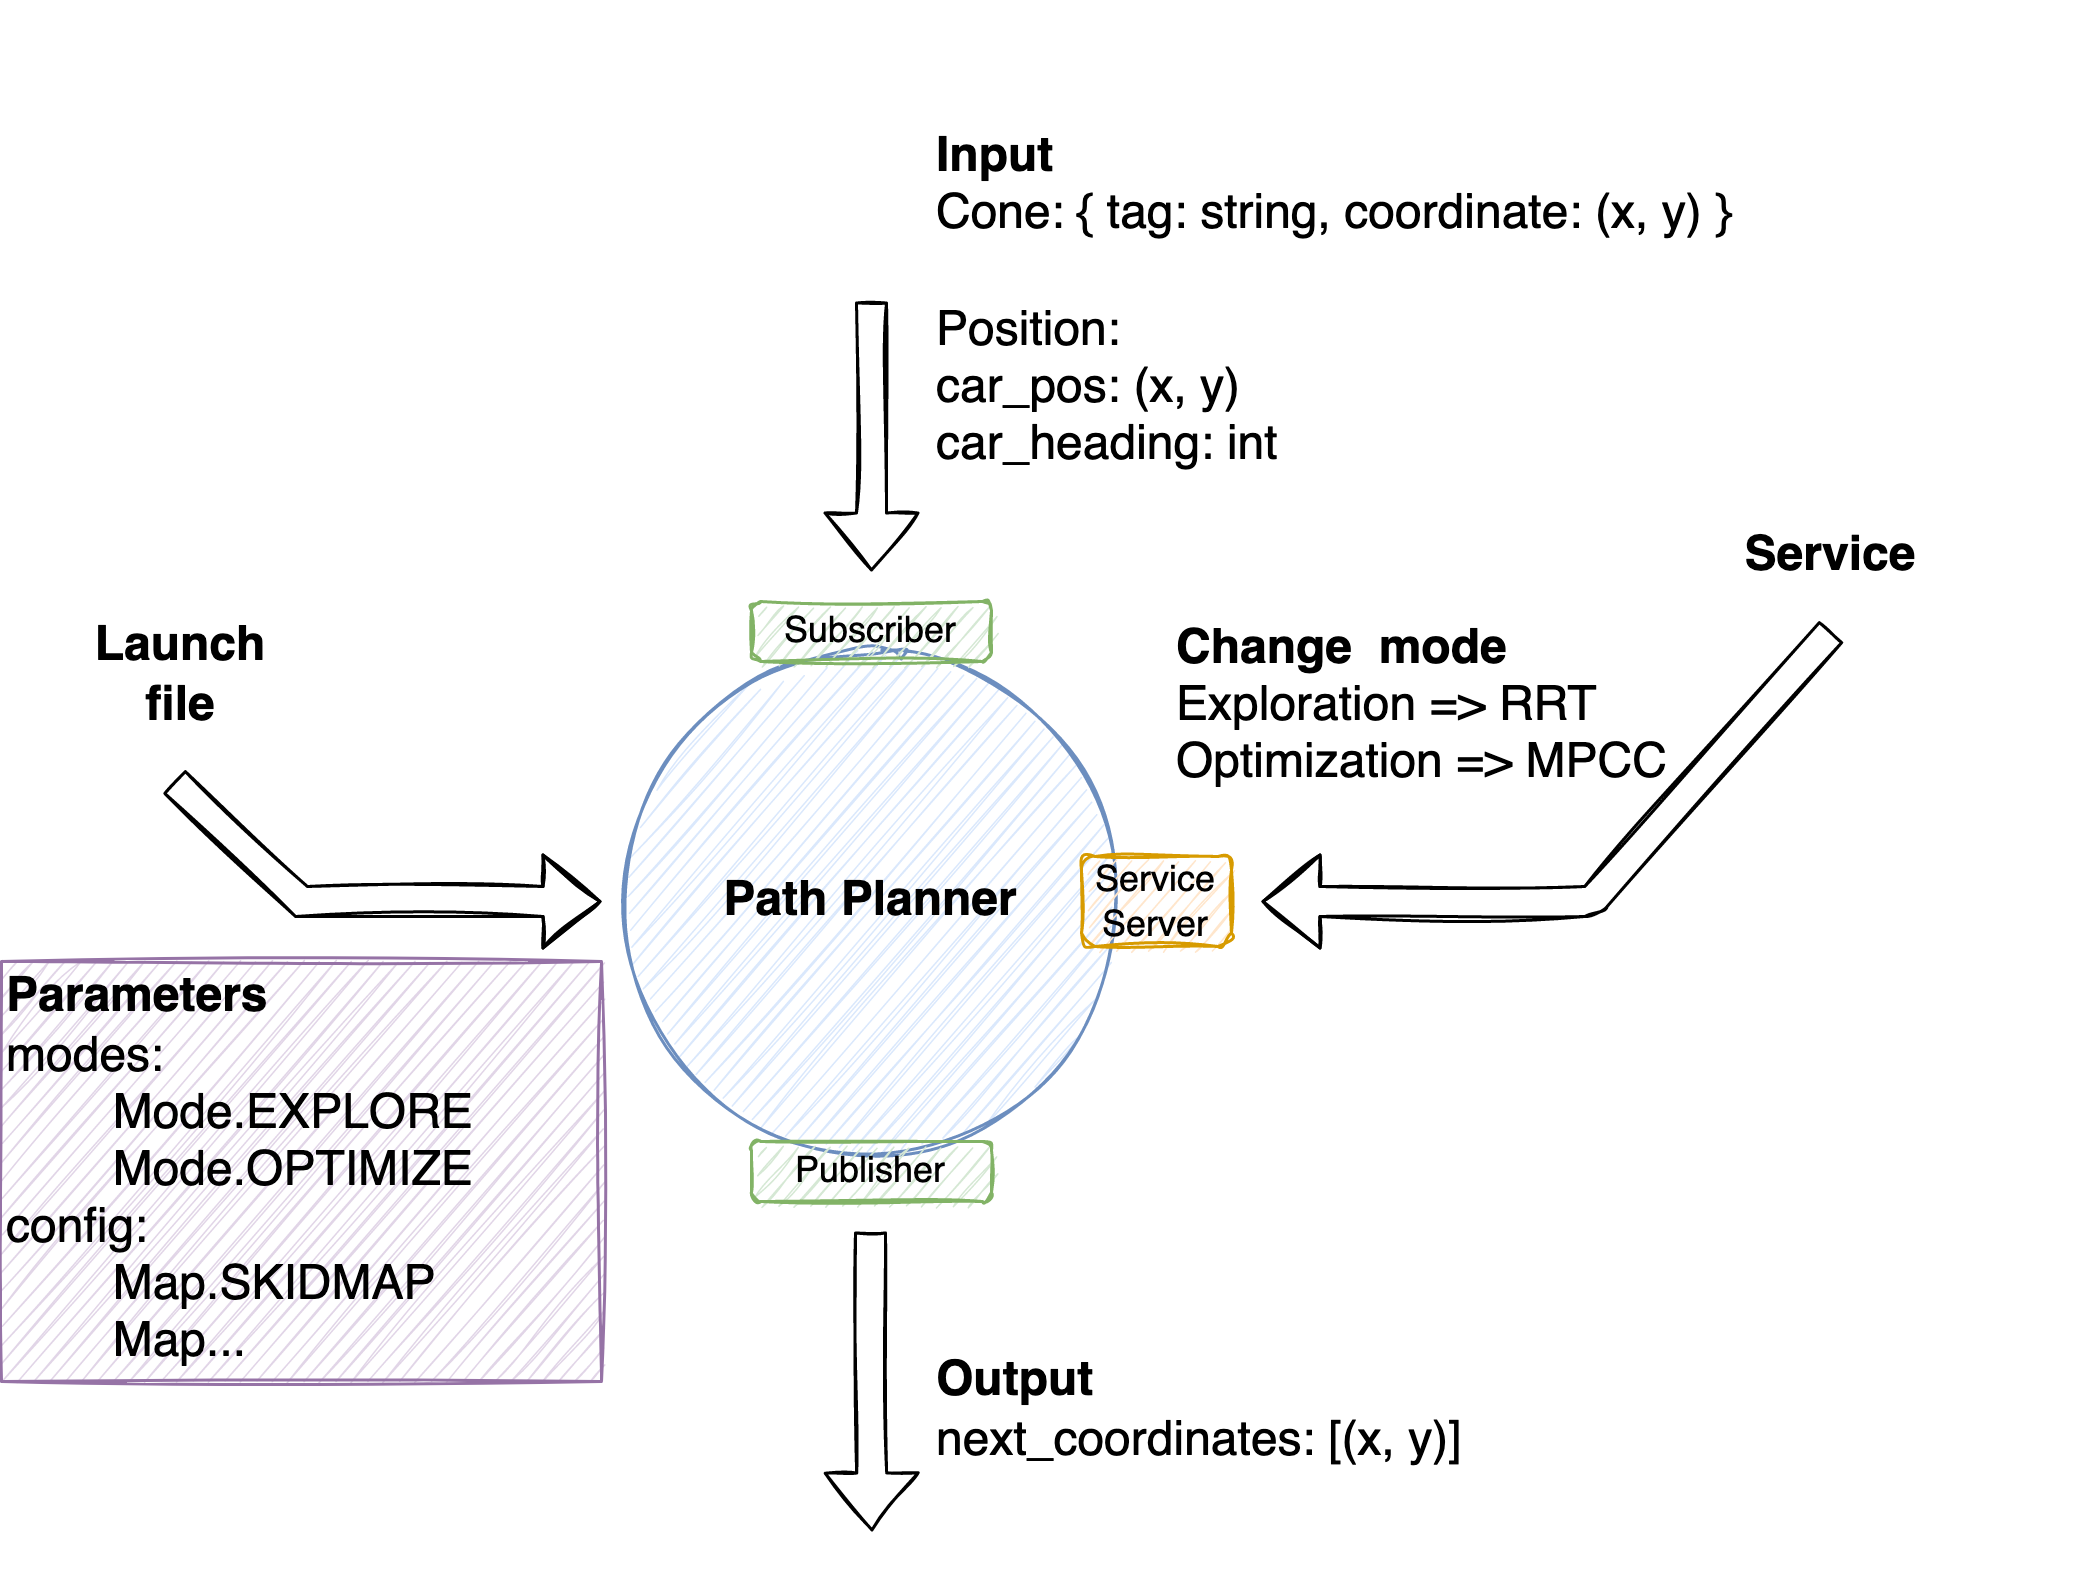 Input
Cone: { tag: string, coordinate: (x, y) }
Position:
car_pos: (x, y)
car_heading: int
Service
Launch
file
Subscriber
Change  mode
Exploration => RRT
Optimization => MPCC
Path Planner
Service
Server
Parameters
modes:
Mode.EXPLORE
Mode.OPTIMIZE
config:
Map.SKIDMAP
Map...
Publisher
Output
next_coordinates: [(x, y)]